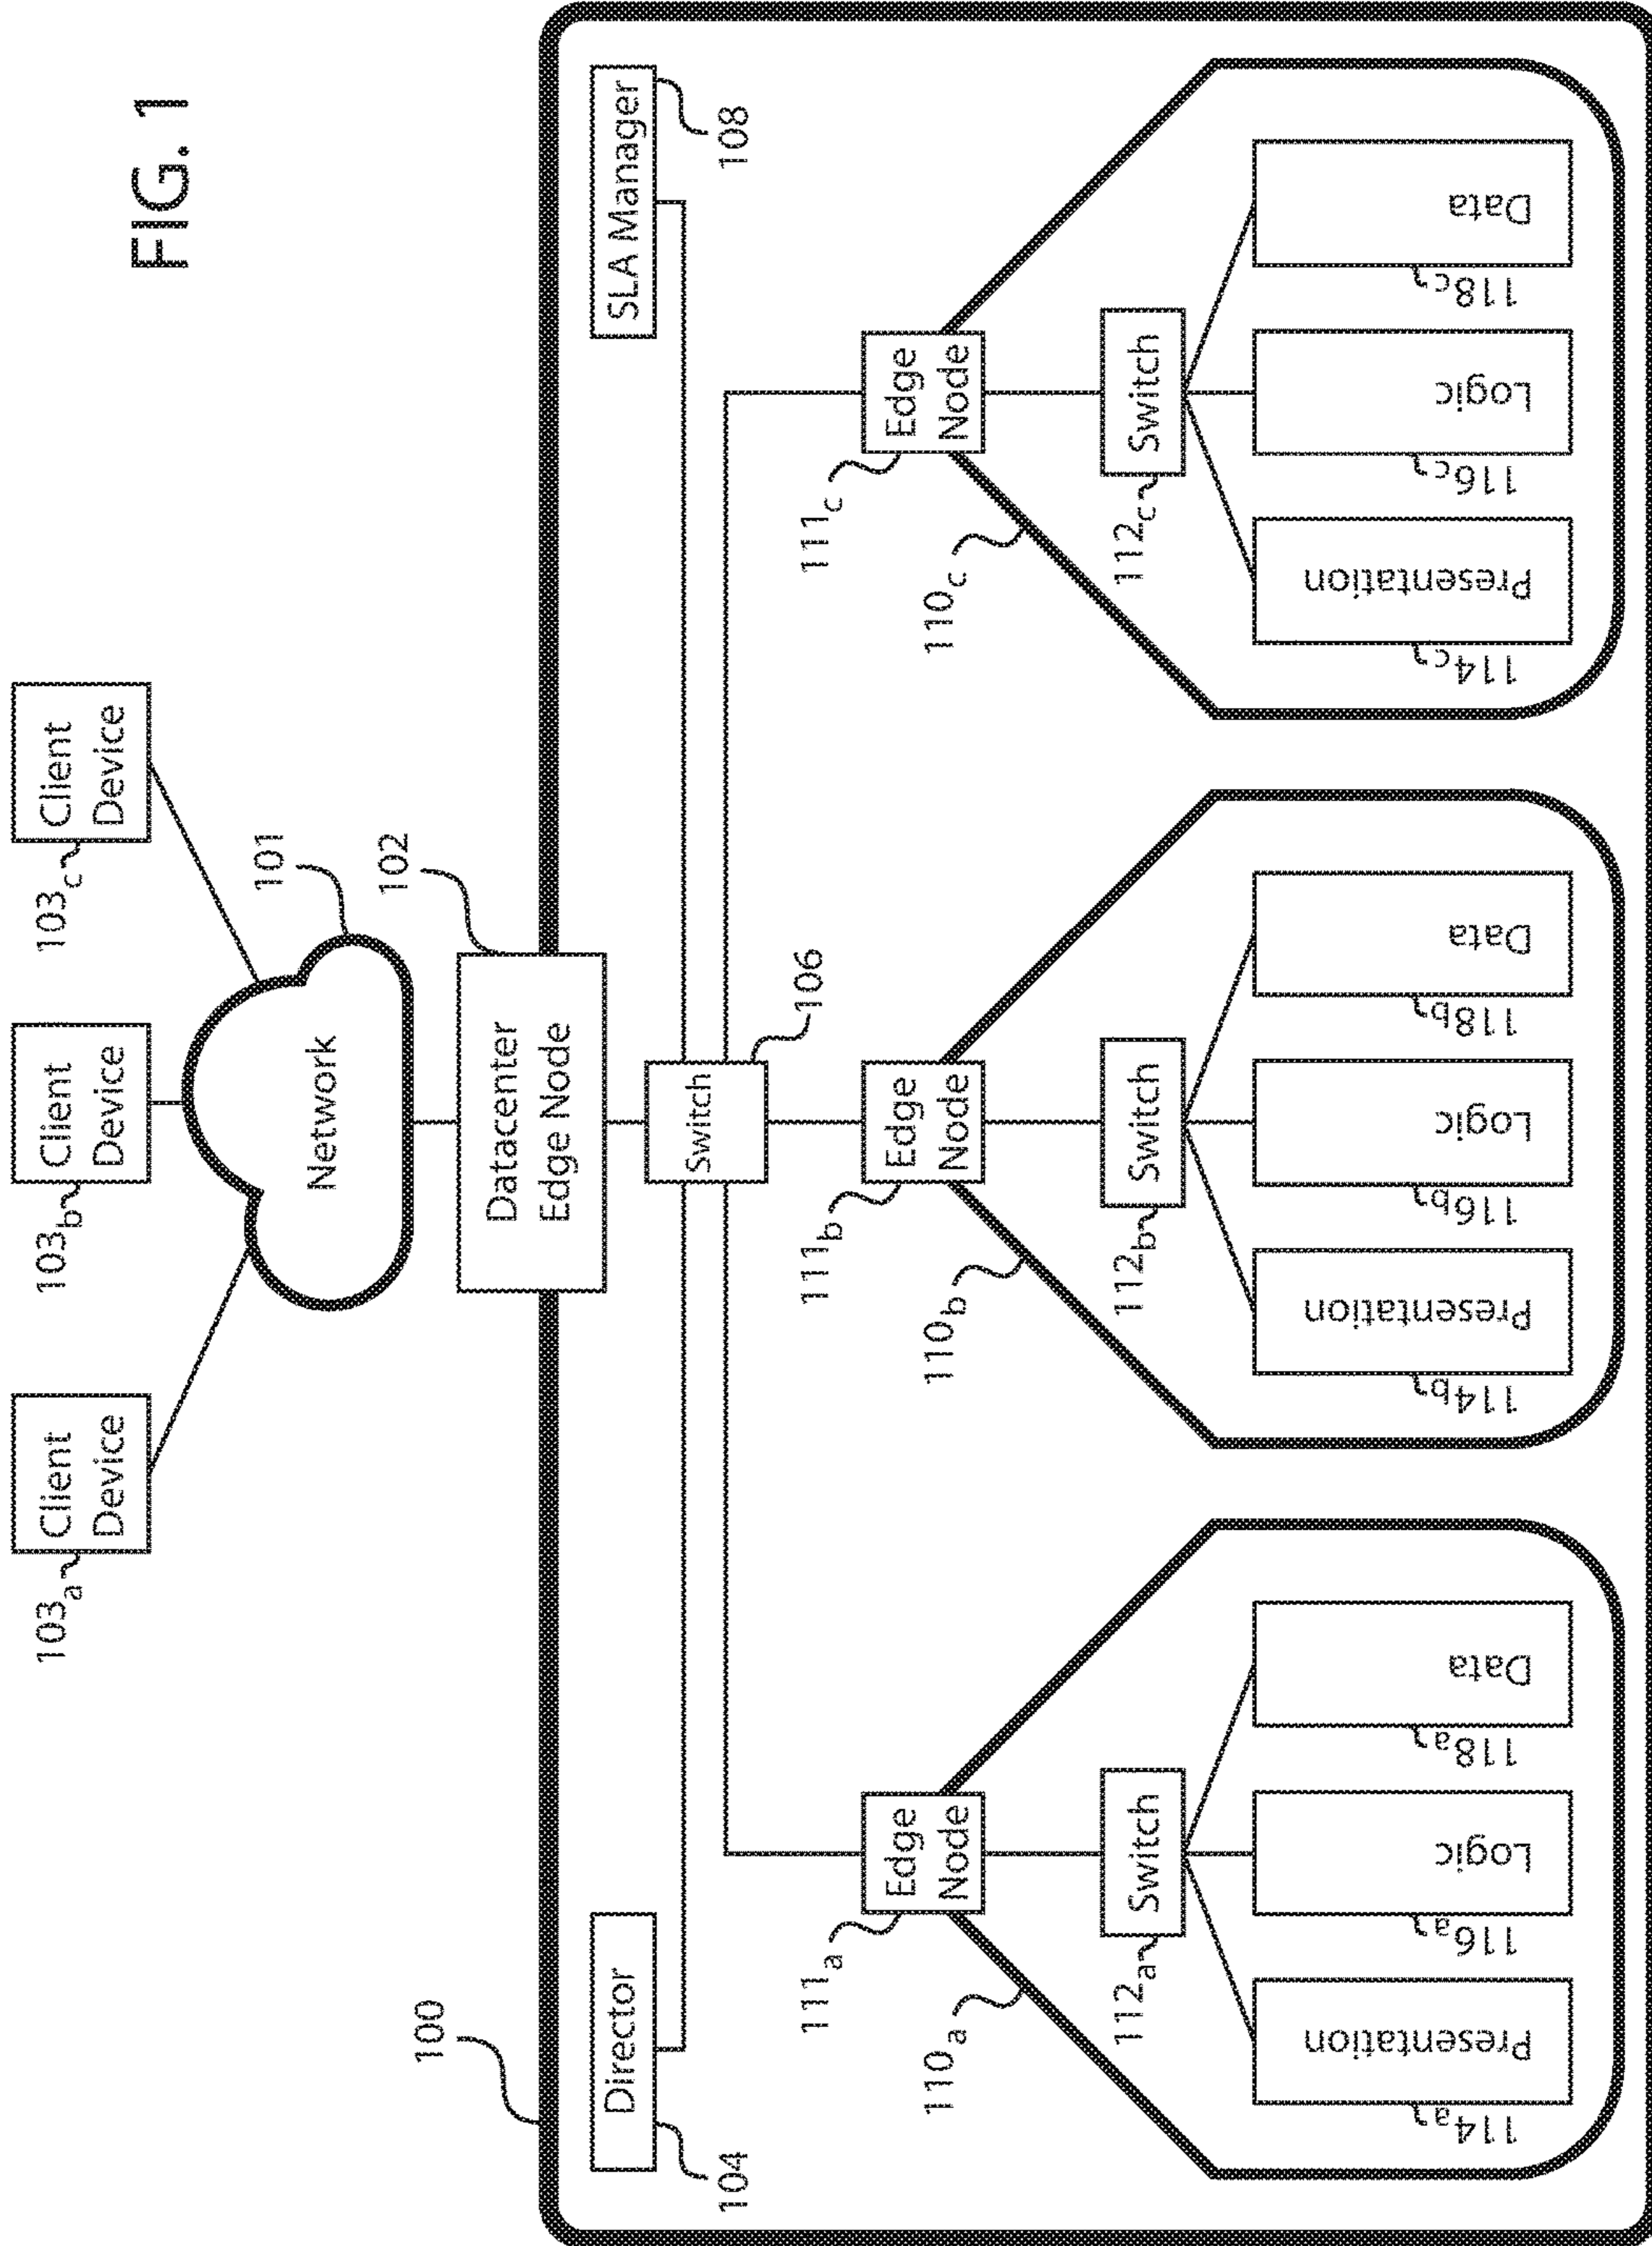 FIG. 1
103a
Client
Device
103b
Client
Device
103c
Client
Device
Network
101
Datacenter
Edge Node
102
100
Director
104
Switch
106
SLA Manager
108
111a
Edge
Node
110a
112a
Switch
114a
Presentation
116a
Logic
118a
Data
111b
Edge
Node
110b
112b
Switch
114b
Presentation
116b
Logic
118b
Data
111c
Edge
Node
110c
112c
Switch
114c
Presentation
116c
Logic
118c
Data